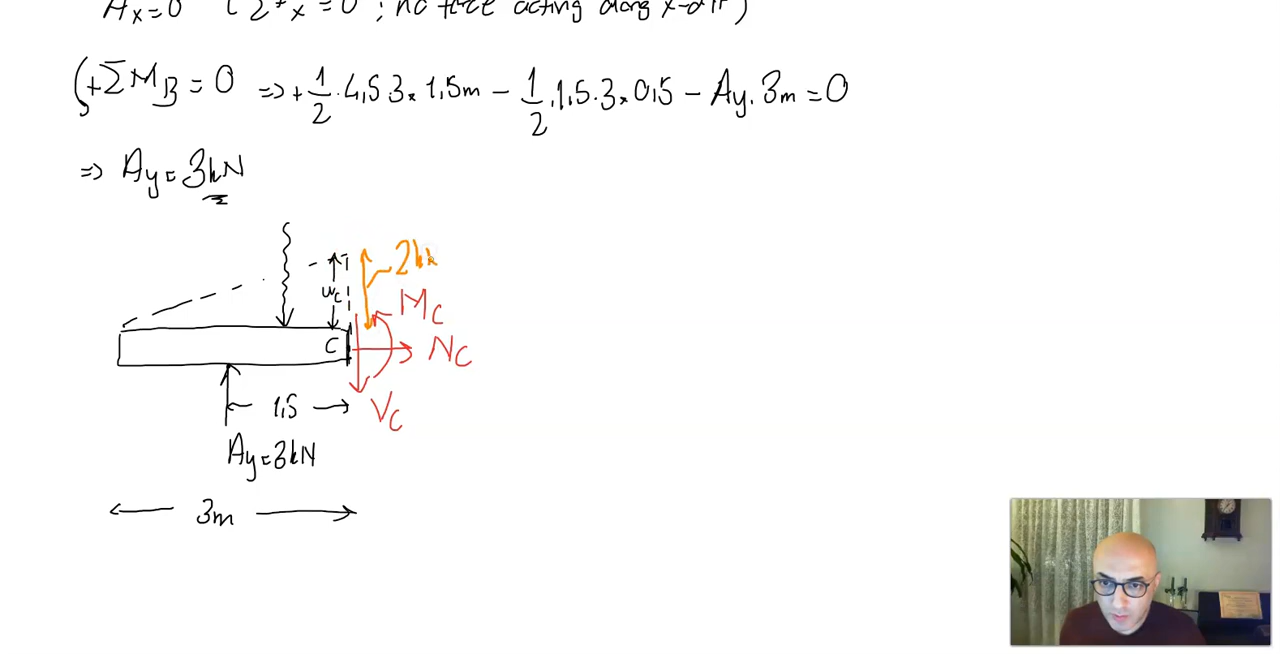 Ax=0 (ΣFx=0; no force acting along x-dir)
+ΣM_B=0 => +1/2.4,5.3×1,5m − 1/2.1,5.3×0,5 − Ay.3m=0
=> Ay=3kN
2k
wc
Mc
C
Nc
1,5
Vc
Ay=3kN
3m